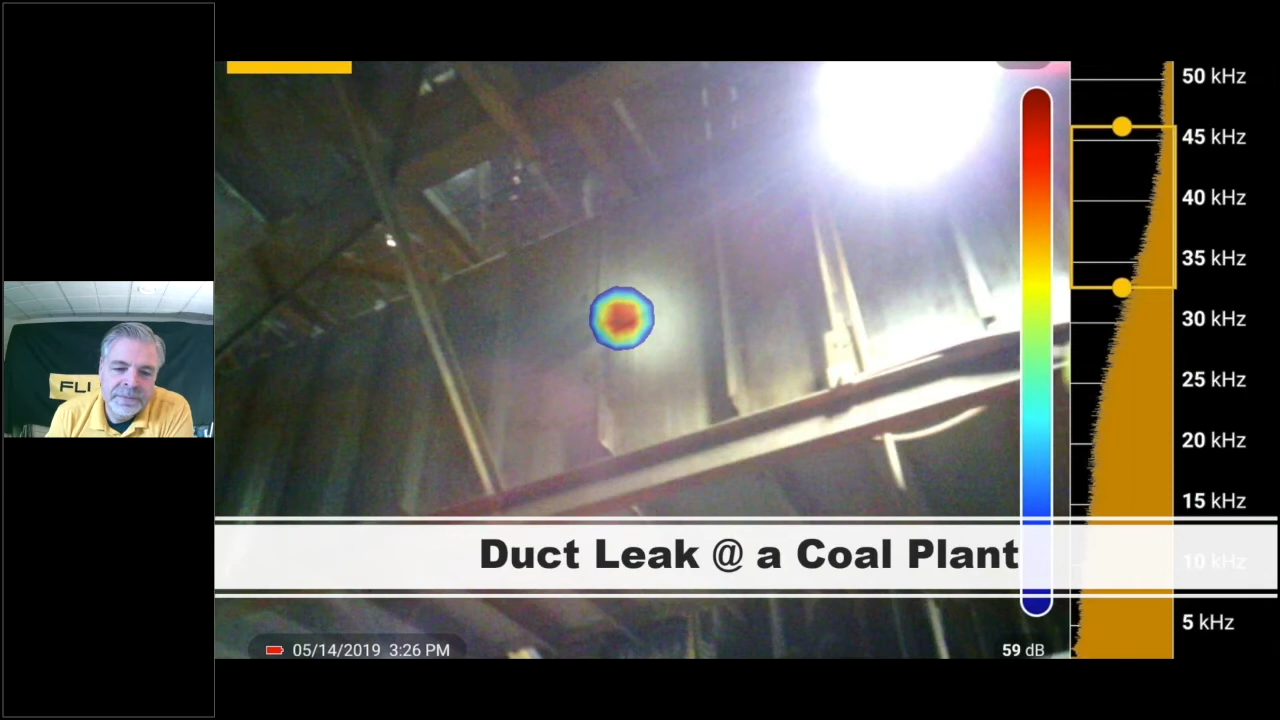 50 kHz
45 kHz
40 kHz
35 kHz
30 kHz
25 kHz
20 kHz
15 kHz
10 kHz
5 kHz
FLI
Duct Leak @ a Coal Plant
05/14/2019 3:26 PM
59 dB